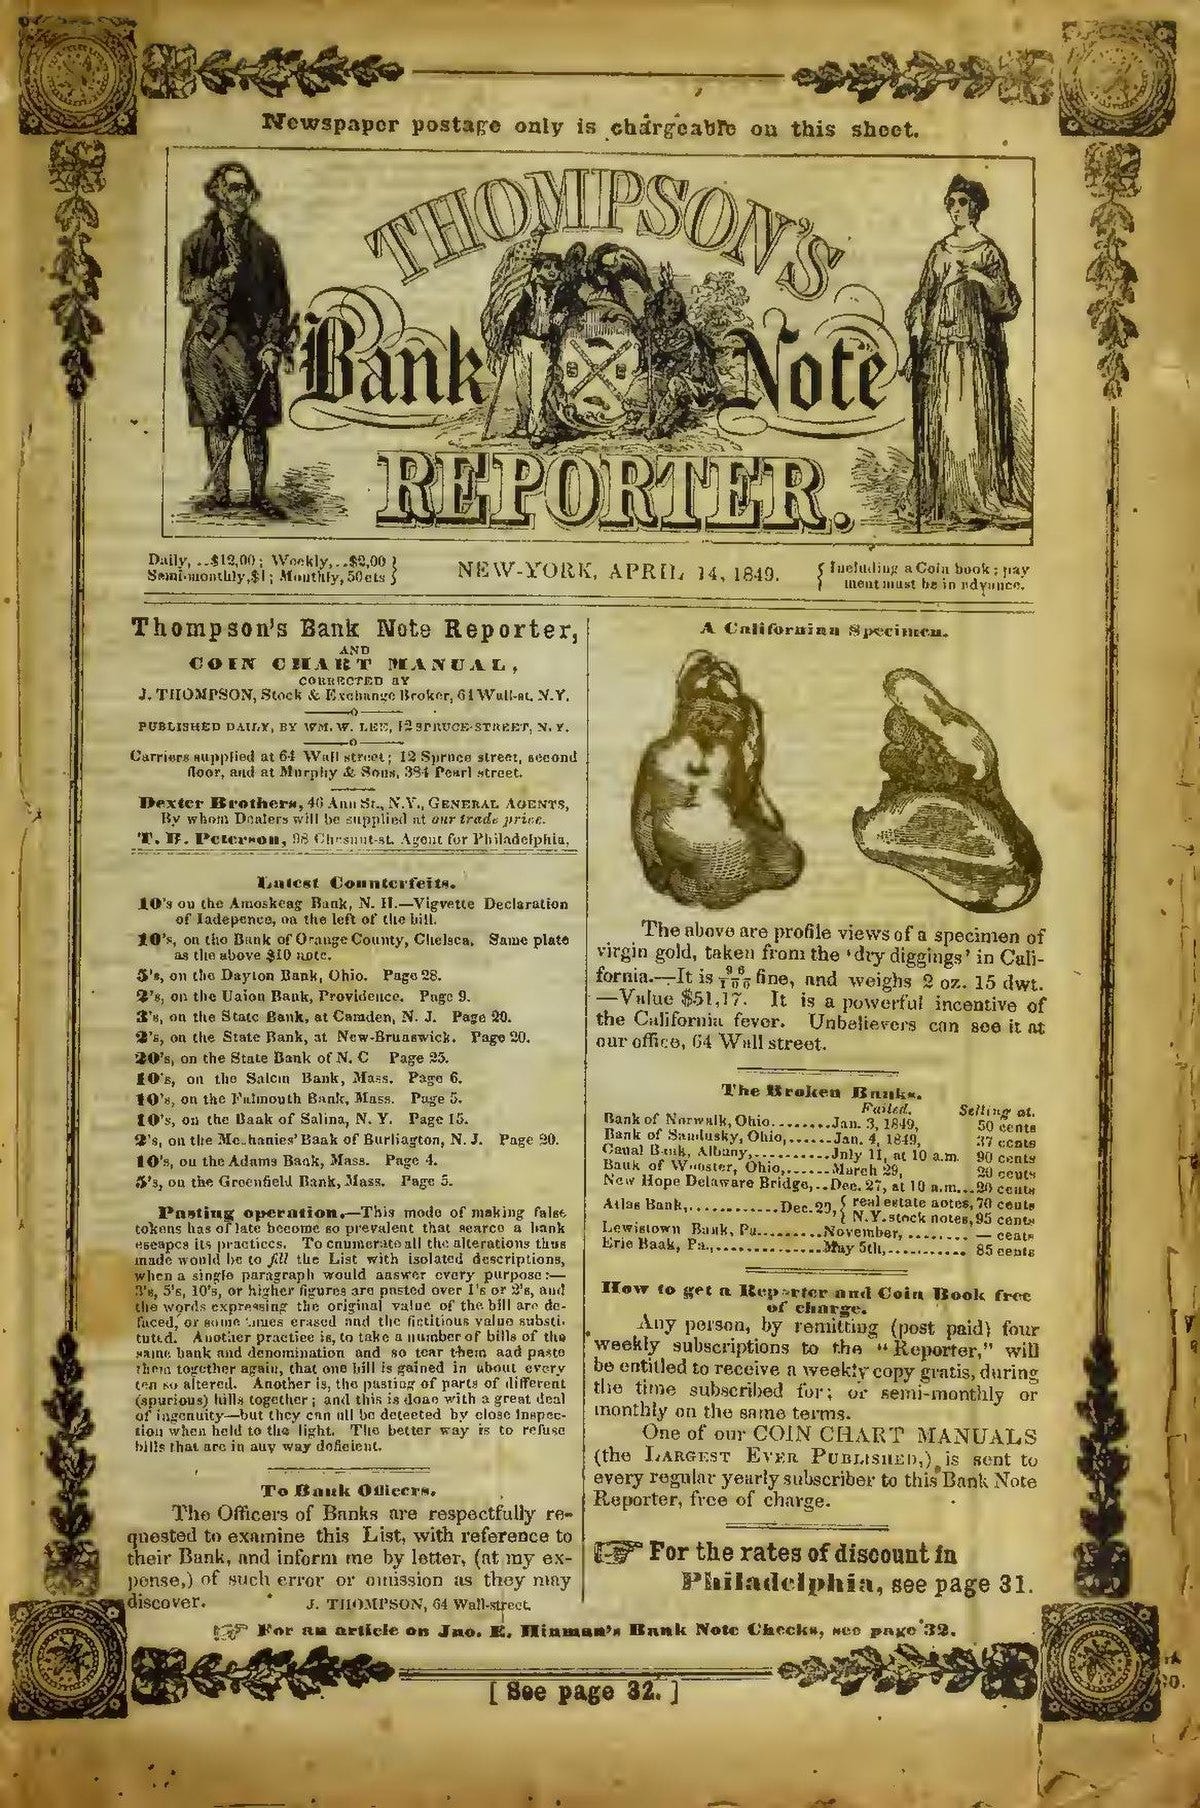 Newspaper postage only is chargeable on this sheet.
THOMPSON'S
Bank Note
REPORTER.
Daily, ..$12,00; Weekly,..$2,00
Semi-monthly,$1; Monthly, 50cts
NEW-YORK, APRIL 14, 1849.
Including a Coin book; pay
ment must be in advance.
Thompson's Bank Note Reporter,
AND
COIN CHART MANUAL,
CORRECTED BY
J. THOMPSON, Stock & Exchange Broker, 64 Wall-st. N.Y.
PUBLISHED DAILY, BY WM. W. LEE, 12 SPRUCE-STREET, N. Y.
Carriers supplied at 64 Wall street; 12 Spruce street, second
floor, and at Murphy & Sons, 384 Pearl street.
Dexter Brothers, 46 Ann St., N.Y., GENERAL AGENTS,
By whom Dealers will be supplied at our trade price.
T. B. Peterson, 98 Chesnut-st. Agent for Philadelphia.
Latest Counterfeits.
10's on the Amoskeag Bank, N. H.—Vigvette Declaration
of Iadepence, on the left of the bill.
10's, on the Bank of Orange County, Chelsea. Same plate
as the above $10 note.
5's, on the Dayton Bank, Ohio. Page 28.
2's, on the Union Bank, Providence. Page 9.
3's, on the State Bank, at Camden, N. J. Page 20.
2's, on the State Bank, at New-Brunswick. Page 20.
20's, on the State Bank of N. C Page 25.
10's, on the Salem Bank, Mass. Page 6.
10's, on the Falmouth Bank, Mass. Page 5.
10's, on the Bank of Salina, N. Y. Page 15.
2's, on the Mechanics' Bank of Burlington, N. J. Page 20.
10's, on the Adams Bank, Mass. Page 4.
5's, on the Greenfield Bank, Mass. Page 5.
Pasting operation.—This mode of making false
tokens has of late become so prevalent that scarce a bank
escapes its practices. To enumerate all the alterations thus
made would be to fill the List with isolated descriptions,
when a single paragraph would answer every purpose:—
3's, 5's, 10's, or higher figures are pasted over 1's or 2's, and
the words expressing the original value of the bill are de-
faced, or some times erased and the fictitious value substi-
tuted. Another practice is, to take a number of bills of the
same bank and denomination and so tear them and paste
them together again, that one bill is gained in about every
ten so altered. Another is, the pasting of parts of different
(spurious) bills together; and this is done with a great deal
of ingenuity—but they can all be detected by close inspec-
tion when held to the light. The better way is to refuse
bills that are in any way deficient.
To Bank Officers.
The Officers of Banks are respectfully re-
quested to examine this List, with reference to
their Bank, and inform me by letter, (at my ex-
pense,) of such error or omission as they may
discover. J. THOMPSON, 64 Wall-street.
A Californian Specimen.
The above are profile views of a specimen of
virgin gold, taken from the 'dry diggings' in Cali-
fornia.—It is 96/100 fine, and weighs 2 oz. 15 dwt.
—Value $51,17. It is a powerful incentive of
the California fever. Unbelievers can see it at
our office, 64 Wall street.
The Broken Banks.
Failed. Selling at.
Bank of Norwalk, Ohio........Jan. 3, 1849, 50 cents
Bank of Sandusky, Ohio,......Jan. 4, 1849, 37 cents
Canal Bank, Albany,..........July 11, at 10 a.m. 90 cents
Bank of Wooster, Ohio,......March 29, 20 cents
New Hope Delaware Bridge,..Dec. 27, at 10 a.m...20 cents
Atlas Bank,............Dec.29, { real estate notes, 70 cents
{ N.Y. stock notes, 95 cents
Lewistown Bank, Pa.........November, ........ — cents
Erie Bank, Pa.,..............May 5th,........... 85 cents
How to get a Reporter and Coin Book free
of charge.
Any person, by remitting (post paid) four
weekly subscriptions to the "Reporter," will
be entitled to receive a weekly copy gratis, during
the time subscribed for; or semi-monthly or
monthly on the same terms.
One of our COIN CHART MANUALS
(the LARGEST EVER PUBLISHED,) is sent to
every regular yearly subscriber to this Bank Note
Reporter, free of charge.
☞ For the rates of discount in
Philadelphia, see page 31.
☞ For an article on Jno. E. Hinman's Bank Note Checks, see page 32.
[ See page 32. ]